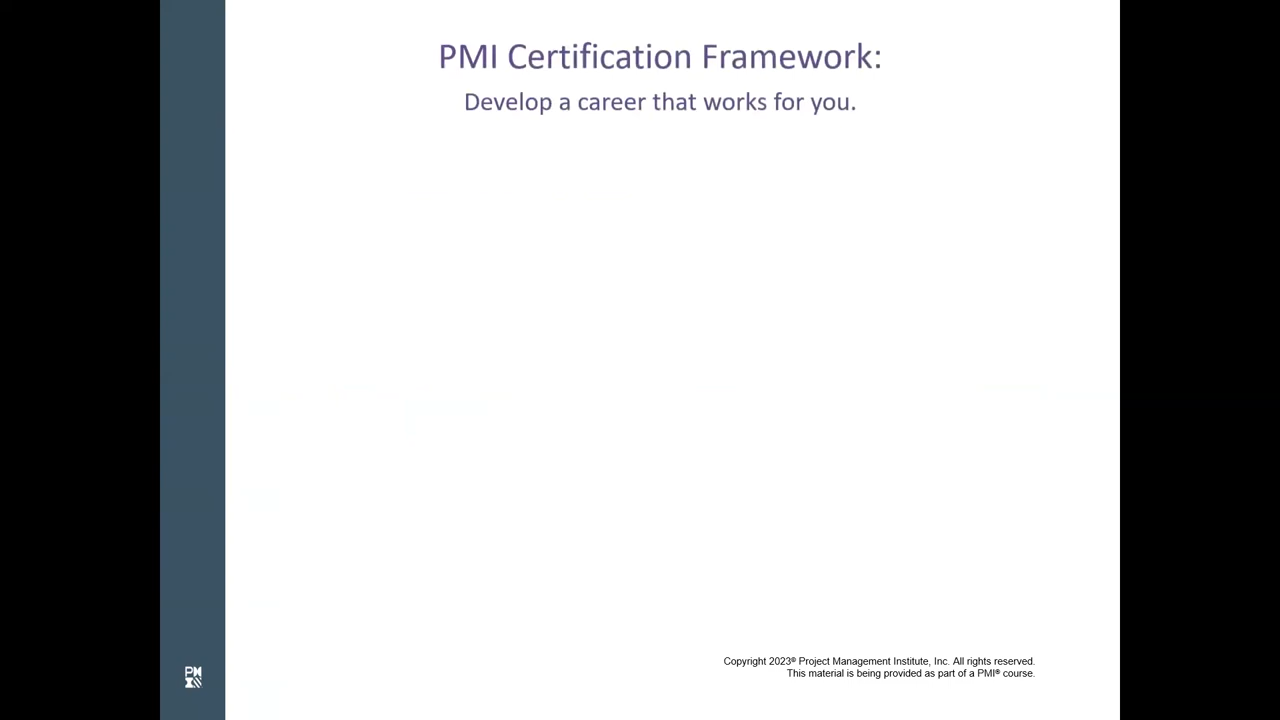 PMI Certification Framework:
Develop a career that works for you.
Copyright 2023® Project Management Institute, Inc. All rights reserved.
This material is being provided as part of a PMI® course.